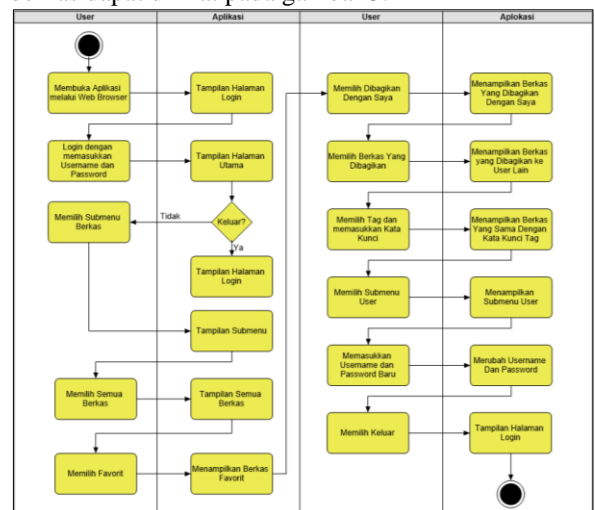 User
Aplikasi
User
Aplokasi
Membuka Aplikasi
melalui Web Browser
Tampilan Halaman
Login
Login dengan
memasukkan
Username dan
Password
Tampilan Halaman
Utama
Keluar?
Tidak
Ya
Memilih Submenu
Berkas
Tampilan Halaman
Login
Tampilan Submenu
Memilih Semua
Berkas
Tampilan Semua
Berkas
Memilih Favorit
Menampilkan Berkas
Favorit
Memilih Dibagikan
Dengan Saya
Menampilkan Berkas
Yang Dibagikan
Dengan Saya
Memilih Berkas Yang
Dibagikan
Menampilkan Berkas
yang Dibagikan ke
User Lain
Memilih Tag dan
memasukkan Kata
Kunci
Menampilkan Berkas
Yang Sama Dengan
Kata Kunci Tag
Memilih Submenu
User
Menampilkan
Submenu User
Memasukkan
Username dan
Password Baru
Merubah Username
Dan Password
Memilih Keluar
Tampilan Halaman
Login